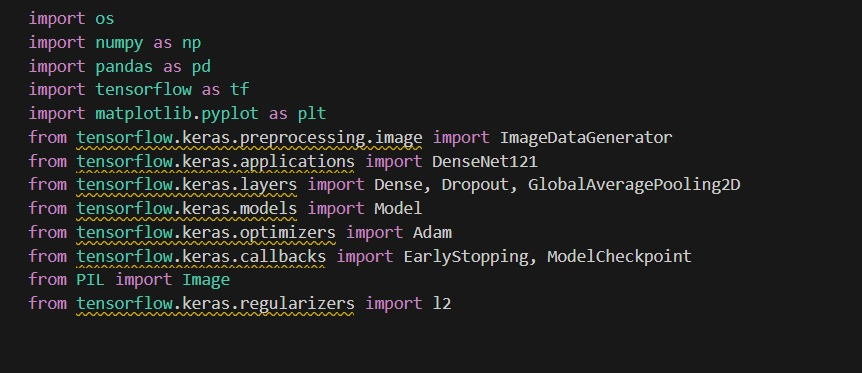 import os
import numpy as np
import pandas as pd
import tensorflow as tf
import matplotlib.pyplot as plt
from tensorflow.keras.preprocessing.image import ImageDataGenerator
from tensorflow.keras.applications import DenseNet121
from tensorflow.keras.layers import Dense, Dropout, GlobalAveragePooling2D
from tensorflow.keras.models import Model
from tensorflow.keras.optimizers import Adam
from tensorflow.keras.callbacks import EarlyStopping, ModelCheckpoint
from PIL import Image
from tensorflow.keras.regularizers import l2